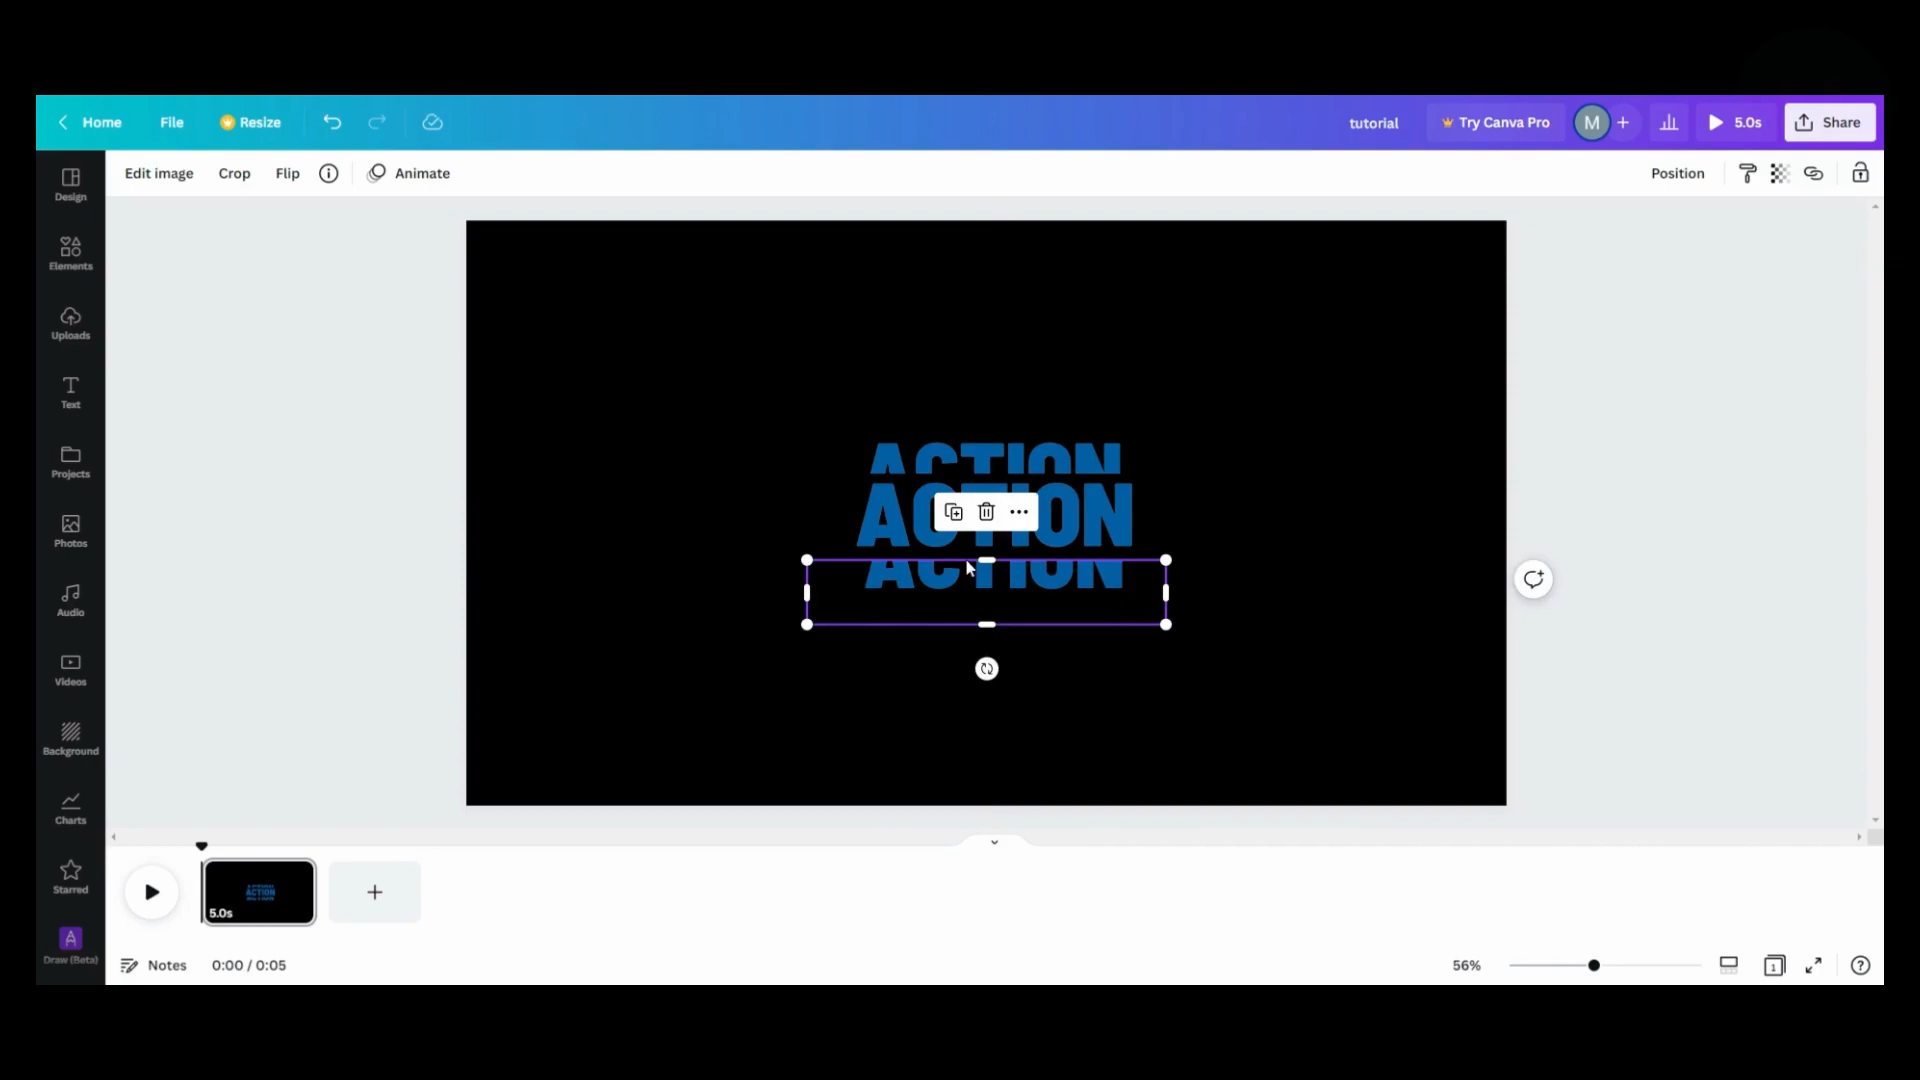 Home File Resize tutorial Try Canva Pro M 5.0s Share
Edit image Crop Flip Animate Position
Design
Elements
Uploads
Text
Projects
Photos
Audio
Videos
Background
Charts
Starred
Draw (Beta)
ACTION
ACTION
ACTION
ACTION
5.0s
Notes 0:00 / 0:05 56% 1